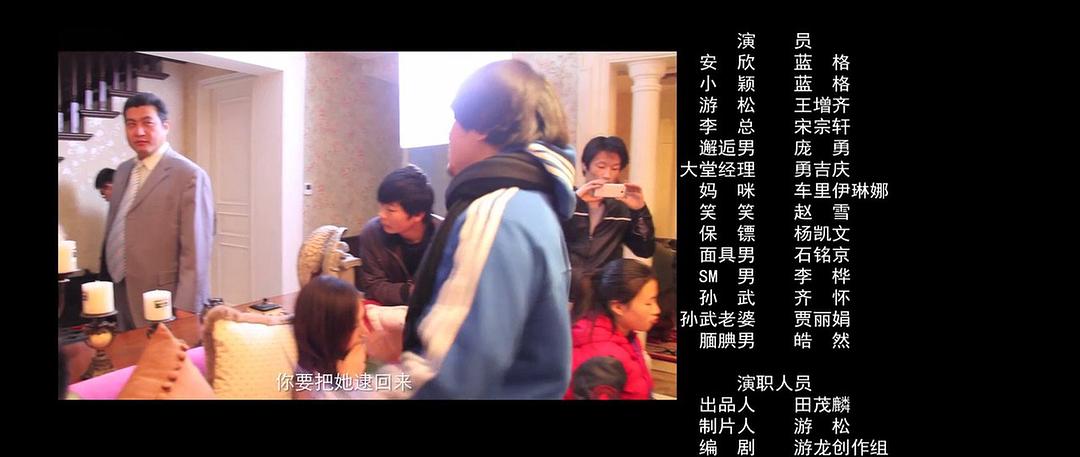 演　员
安　欣　蓝　格
小　颖　蓝　格
游　松　王增齐
李　总　宋宗轩
邂逅男　庞　勇
大堂经理　勇吉庆
妈　咪　车里伊琳娜
笑　笑　赵　雪
保　镖　杨凯文
面具男　石铭京
SM　男　李　桦
孙　武　齐　怀
孙武老婆　贾丽娟
腼腆男　皓　然
演职人员
出品人　田茂麟
制片人　游　松
编　剧　游龙创作组
你要把她逮回来